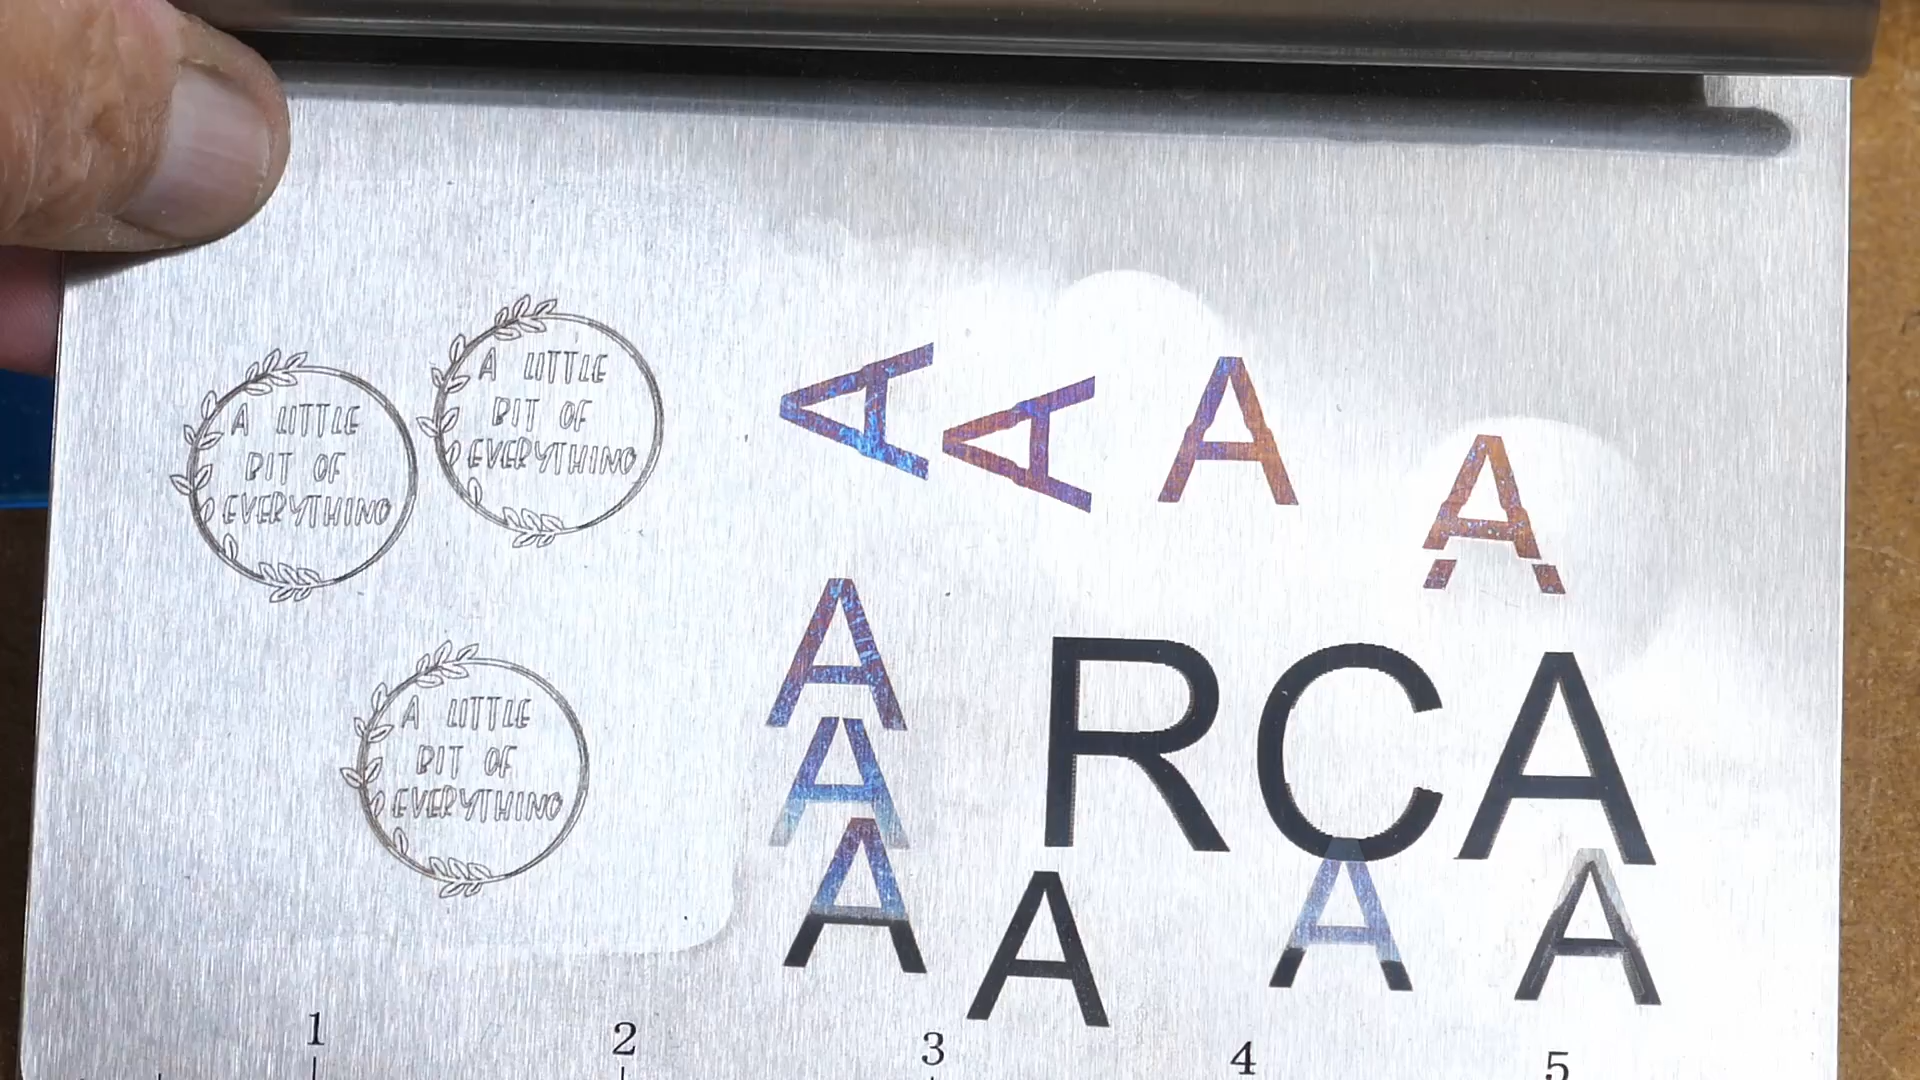 A LITTLE
BIT OF
EVERYTHING
A LITTLE
BIT OF
EVERYTHING
A A A A
A LITTLE
BIT OF
EVERYTHING
A
A
A
RCA
A A A
1 2 3 4 5